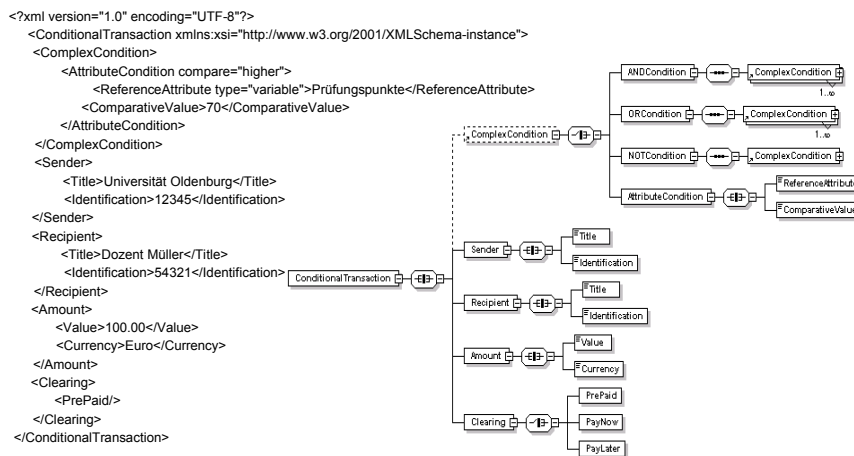 <?xml version="1.0" encoding="UTF-8"?>
<ConditionalTransaction xmlns:xsi="http://www.w3.org/2001/XMLSchema-instance">
<ComplexCondition>
<AttributeCondition compare="higher">
<ReferenceAttribute type="variable">Prüfungspunkte</ReferenceAttribute>
<ComparativeValue>70</ComparativeValue>
</AttributeCondition>
</ComplexCondition>
<Sender>
<Title>Universität Oldenburg</Title>
<Identification>12345</Identification>
</Sender>
<Recipient>
<Title>Dozent Müller</Title>
<Identification>54321</Identification>
</Recipient>
<Amount>
<Value>100.00</Value>
<Currency>Euro</Currency>
</Amount>
<Clearing>
<PrePaid/>
</Clearing>
</ConditionalTransaction>
ConditionalTransaction
ComplexCondition
ANDCondition
ComplexCondition
1..∞
ORCondition
ComplexCondition
1..∞
NOTCondition
ComplexCondition
AttributeCondition
ReferenceAttribute
ComparativeValue
Sender
Title
Identification
Recipient
Title
Identification
Amount
Value
Currency
Clearing
PrePaid
PayNow
PayLater